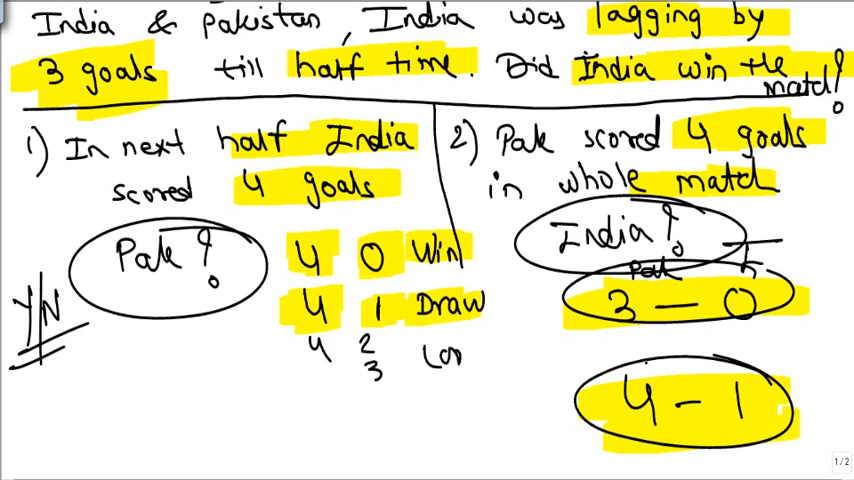 India & Pakistan, India was lagging by
3 goals till half time. Did India win the
match?
1) In next half India
scored 4 goals
Pak?
4 0 Win
4 1 Draw
4 2
3
Y/N
2) Pak scored 4 goals
in whole match
India?
Pak
3 - 0
4 - 1
1/2